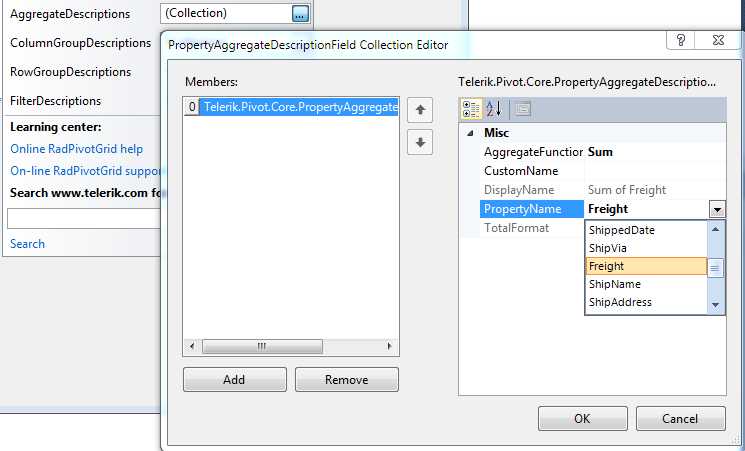 AggregateDescriptions (Collection) ...
ColumnGroupDescriptions
RowGroupDescriptions
FilterDescriptions
Learning center:
Online RadPivotGrid help
On-line RadPivotGrid suppo
Search www.telerik.com fo
Search
PropertyAggregateDescriptionField Collection Editor
?
Members:
0 Telerik.Pivot.Core.PropertyAggregate
Add Remove
Telerik.Pivot.Core.PropertyAggregateDescriptio...
Misc
AggregateFunction Sum
CustomName
DisplayName Sum of Freight
PropertyName Freight
TotalFormat
ShippedDate
ShipVia
Freight
ShipName
ShipAddress
OK Cancel